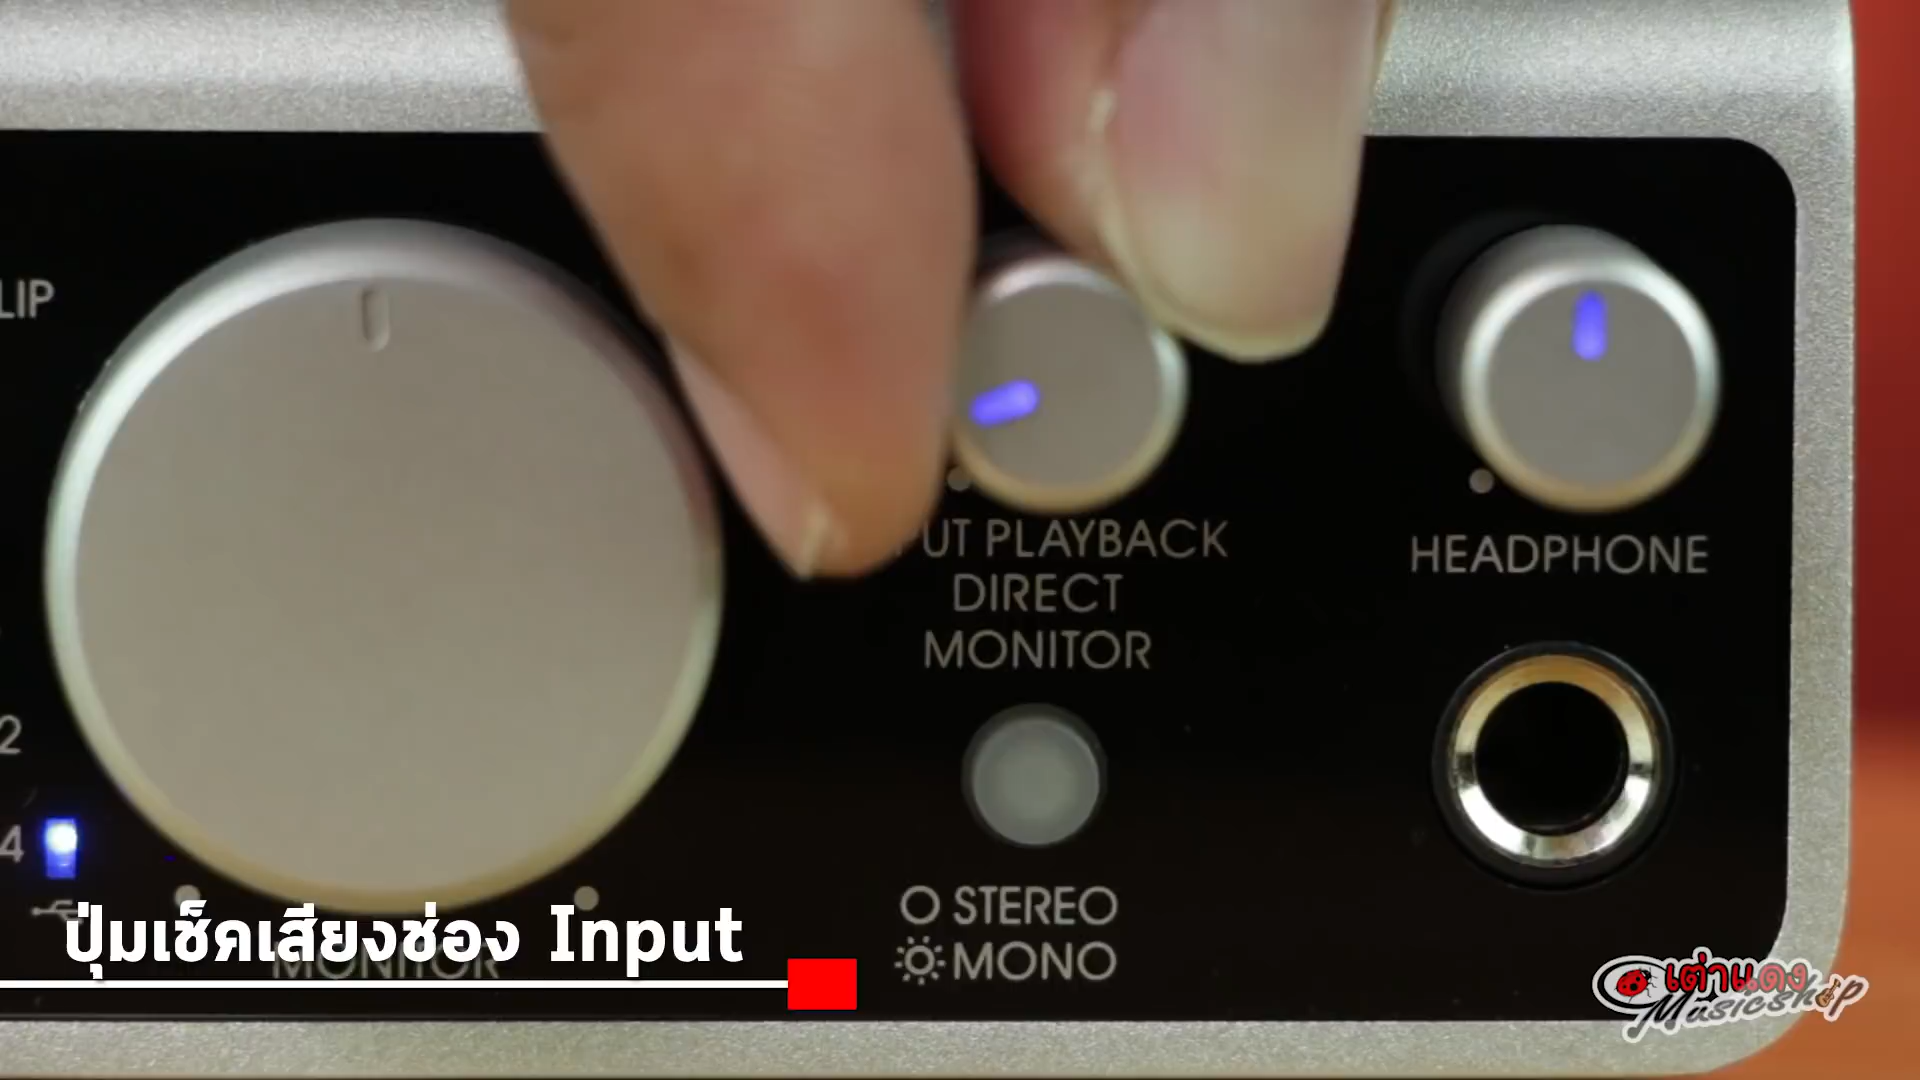 LIP
UT PLAYBACK
DIRECT
MONITOR
HEADPHONE
2
4
STEREO
MONO
MONITOR
ปุ่มเช็คเสียงช่อง Input
เต่าแดง
Musicshop